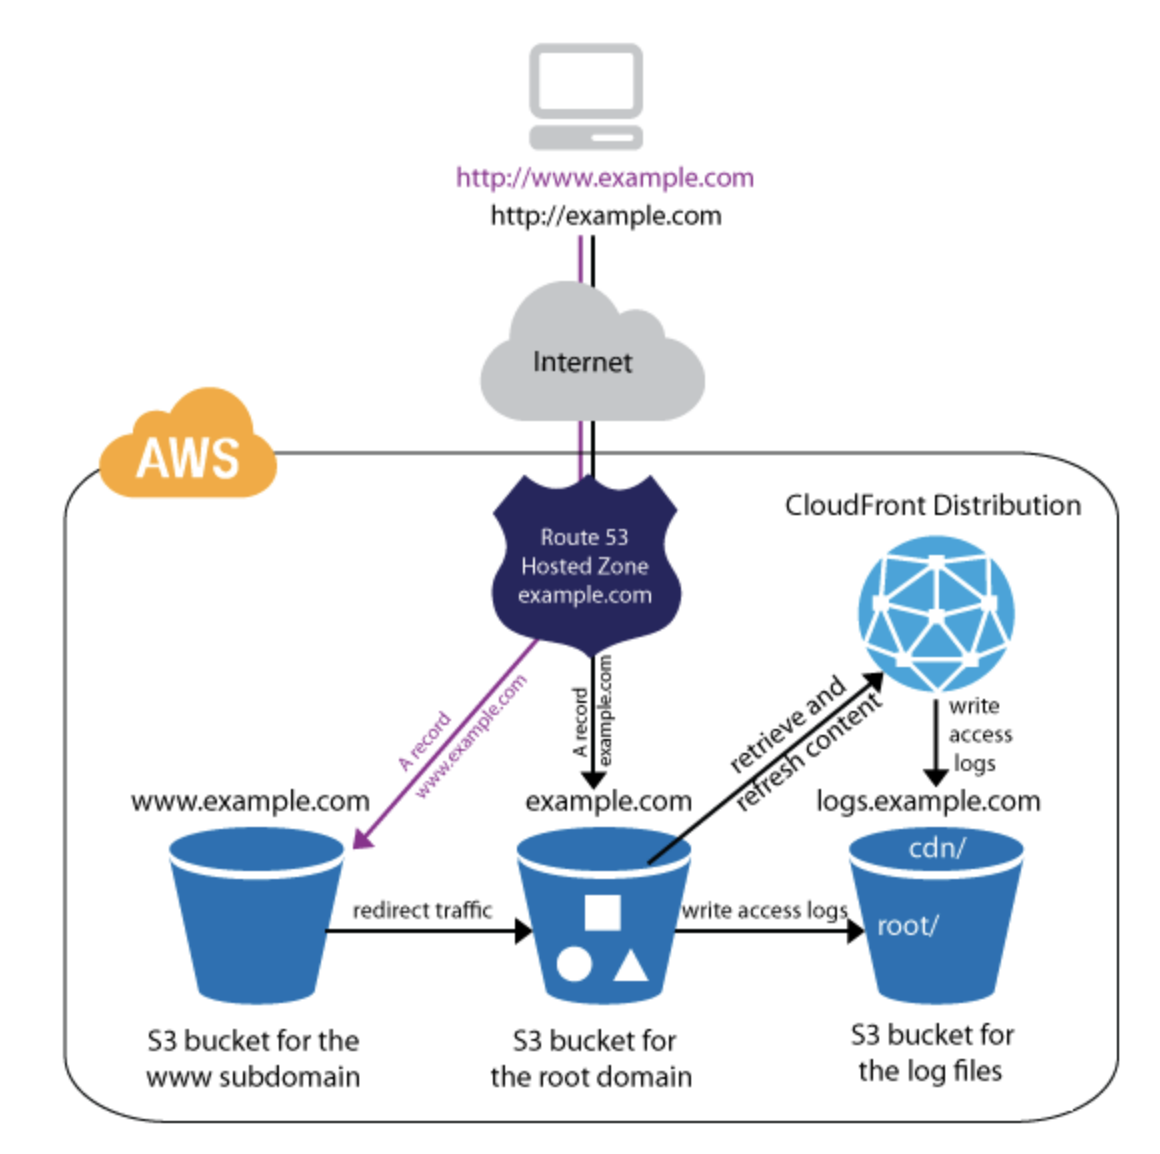 http://www.example.com
http://example.com
Internet
AWS
Route 53
Hosted Zone
example.com
CloudFront Distribution
A record
www.example.com
A record
example.com
retrieve and
refresh content
write
access
logs
www.example.com
example.com
logs.example.com
cdn/
redirect traffic
write access logs
root/
S3 bucket for the
www subdomain
S3 bucket for
the root domain
S3 bucket for
the log files